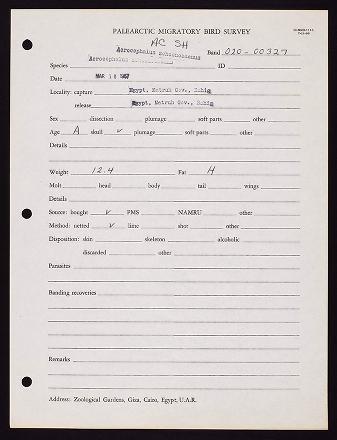 PALEARCTIC MIGRATORY BIRD SURVEY
AC SH
Acrocephalus schoenobaenus
Band 020-00327
Acrocephalus
Species ID
Date MAR 18 1967
Locality: capture Egypt, Matruh Gov., Bahig
release Egypt, Matruh Gov., Bahig
Sex dissection plumage soft parts other
Age A skull ✓ plumage soft parts other
Details
Weight 12.4 Fat H
Molt head body tail wings
Details
Source: bought ✓ PMS NAMRU other
Method: netted ✓ lime shot other
Disposition: skin skeleton alcoholic
discarded other
Parasites
Banding recoveries
Remarks
Address: Zoological Gardens, Giza, Cairo, Egypt, U.A.R.